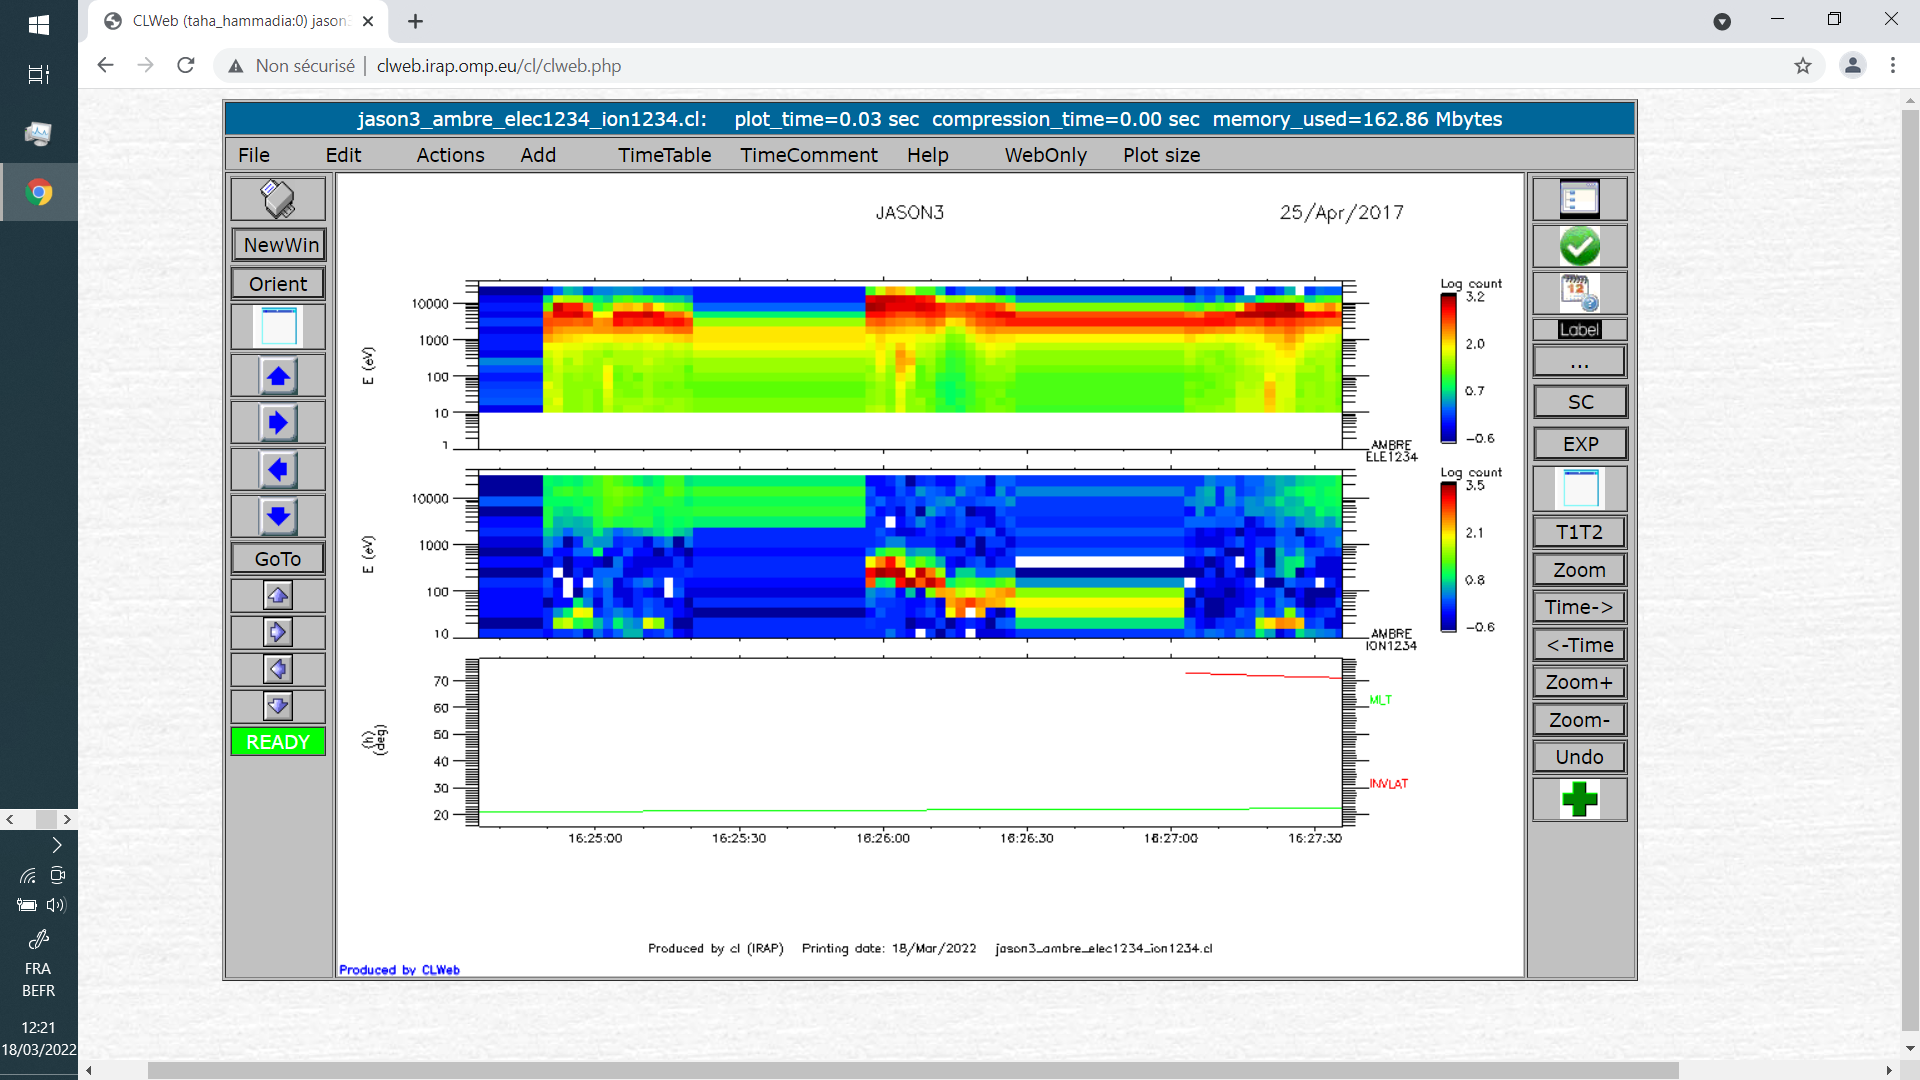 CLWeb (taha_hammadia:0) jason3
Non sécurisé
clweb.irap.omp.eu/cl/clweb.php
jason3_ambre_elec1234_ion1234.cl: plot_time=0.03 sec compression_time=0.00 sec memory_used=162.86 Mbytes
File Edit Actions Add TimeTable TimeComment Help WebOnly Plot size
NewWin
Orient
GoTo
READY
JASON3
25/Apr/2017
E (eV)
10000
1000
100
10
1
AMBRE
ELE1234
Log count
3.2
2.0
0.7
-0.6
E (eV)
10000
1000
100
10
AMBRE
ION1234
Log count
3.5
2.1
0.8
-0.6
(h)
(deg)
70
60
50
40
30
20
MLT
INVLAT
16:25:00 16:25:30 16:26:00 16:26:30 16:27:00 16:27:30
Produced by cl (IRAP) Printing date: 18/Mar/2022 jason3_ambre_elec1234_ion1234.cl
Produced by CLWeb
12
Label
...
SC
EXP
T1T2
Zoom
Time->
<-Time
Zoom+
Zoom-
Undo
FRA
BEFR
12:21
18/03/2022